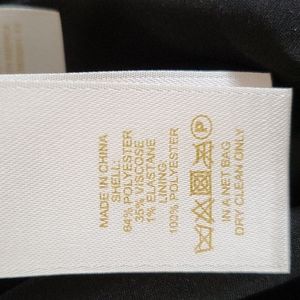 MADE IN CHINA
SHELL:
64% POLYESTER
35% VISCOSE
1% ELASTANE
LINING:
100% POLYESTER
P
IN A NET BAG
DRY CLEAN ONLY